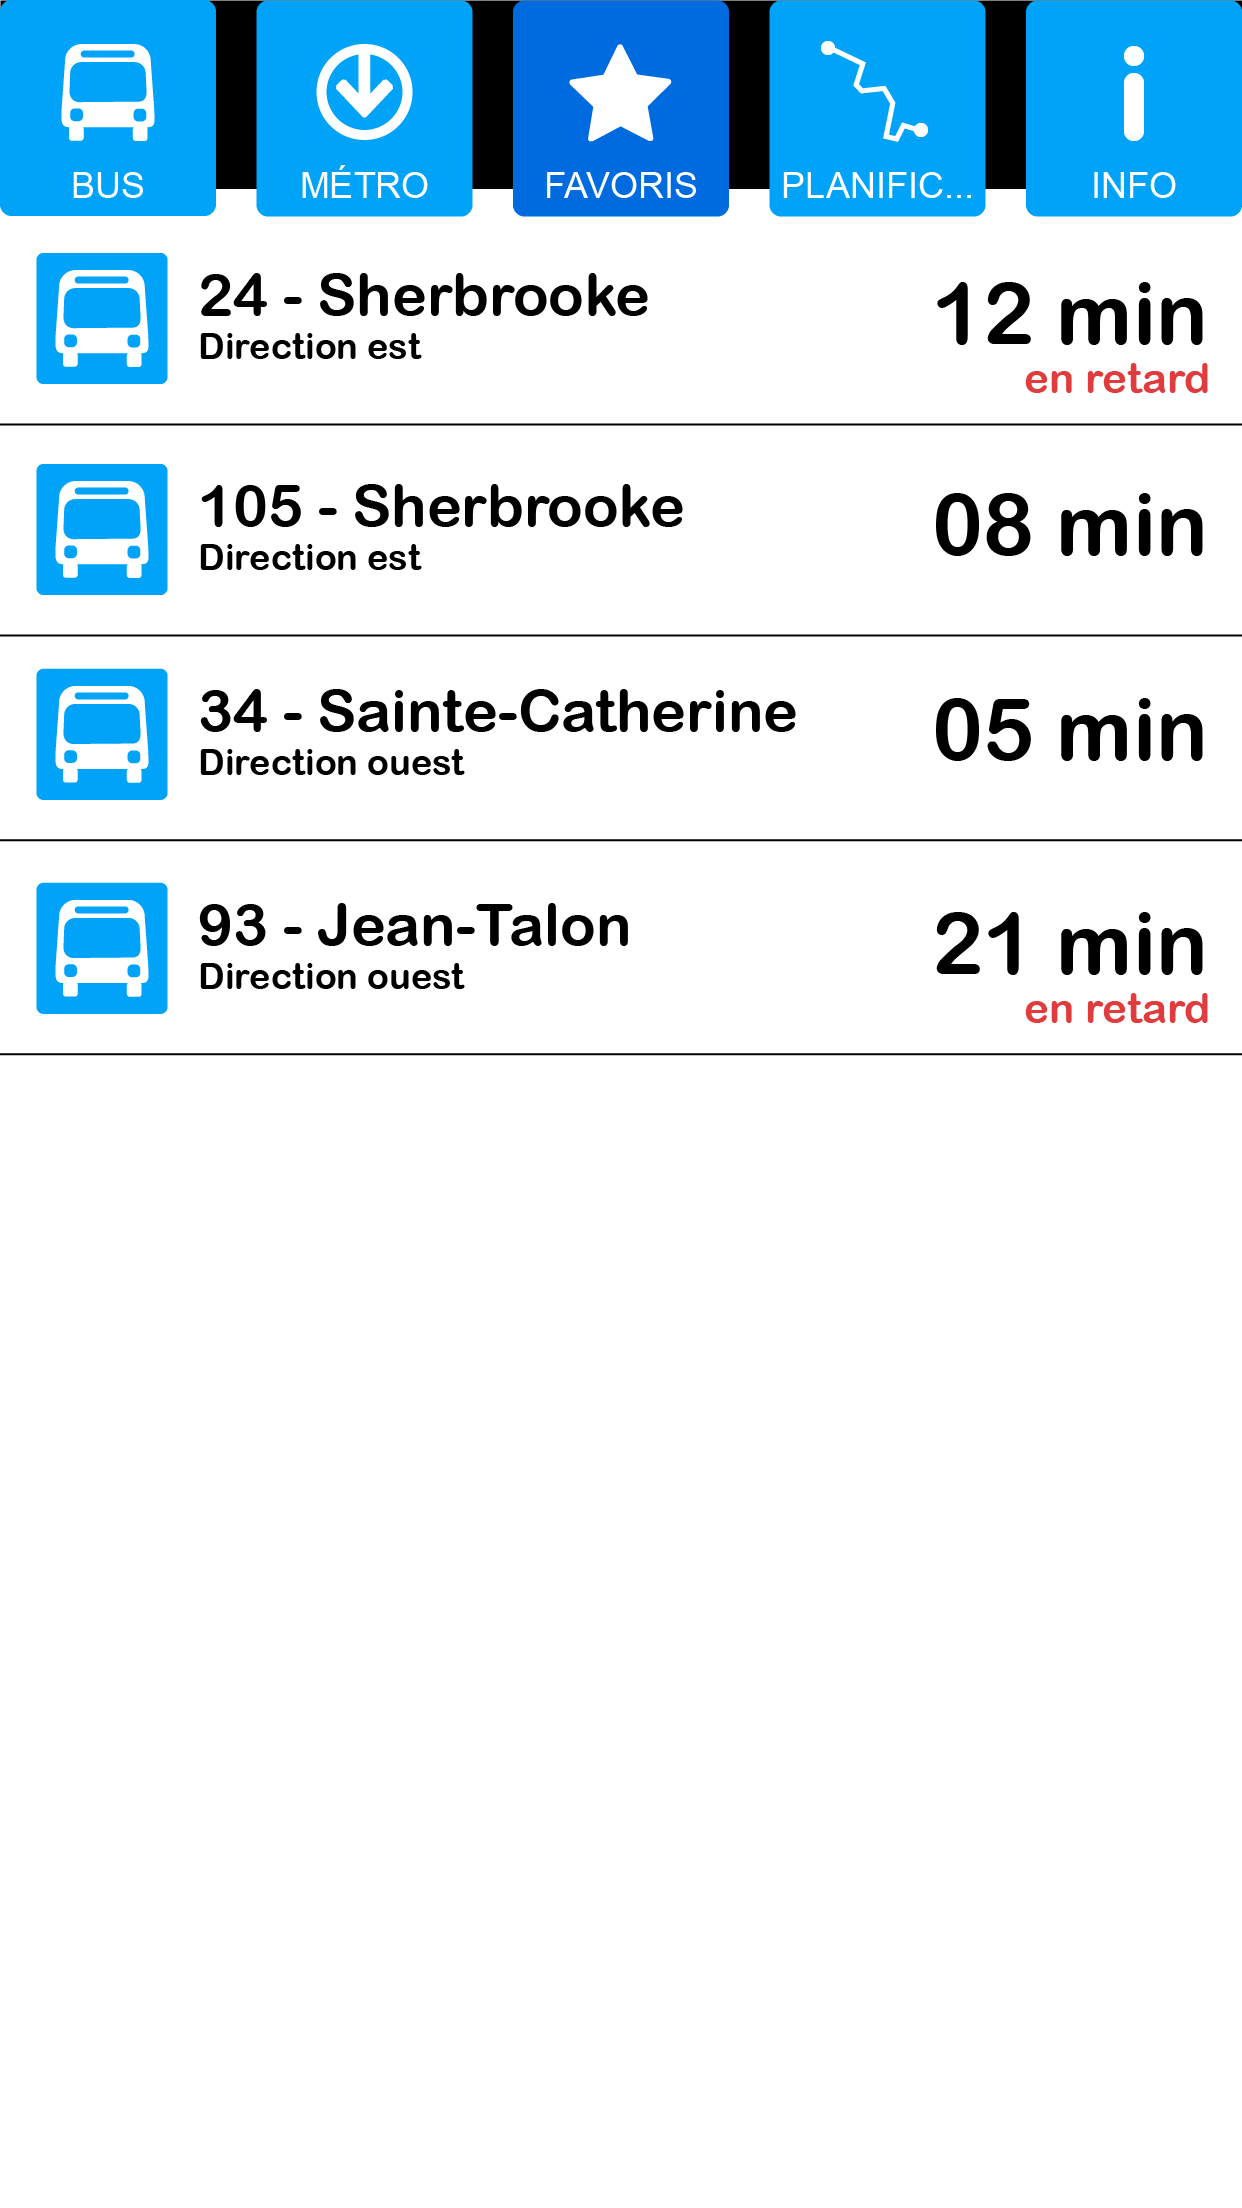 BUS
MÉTRO
FAVORIS
PLANIFIC...
INFO
24 - Sherbrooke
Direction est
12 min
en retard
105 - Sherbrooke
Direction est
08 min
34 - Sainte-Catherine
Direction ouest
05 min
93 - Jean-Talon
Direction ouest
21 min
en retard